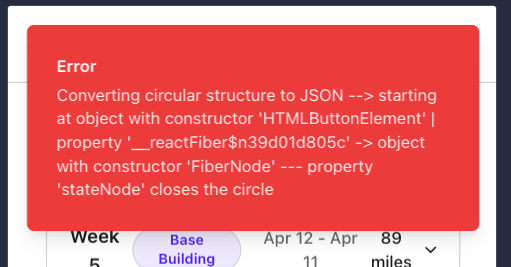 Error
Converting circular structure to JSON --> starting
at object with constructor 'HTMLButtonElement' |
property '__reactFiber$n39d01d805c' -> object
with constructor 'FiberNode' --- property
'stateNode' closes the circle
Week
5
Base
Building
Apr 12 - Apr
11
89
miles